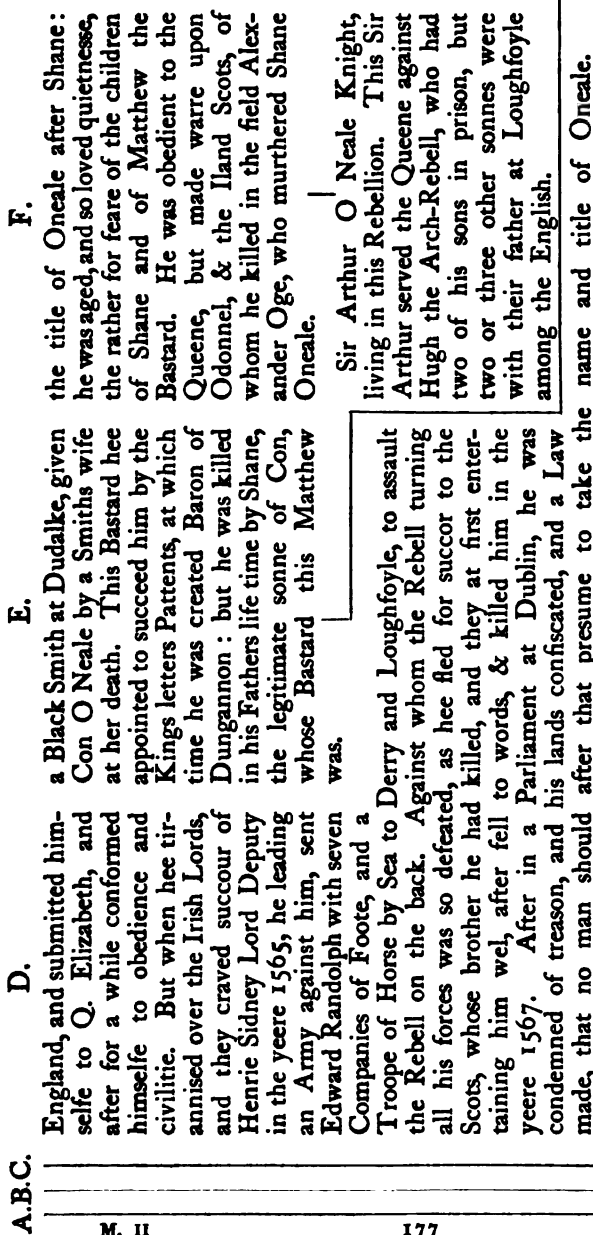 A.B.C.
D.
England, and submitted him-
selfe to Q. Elizabeth, and
after for a while conformed
himselfe to obedience and
civilitie. But when hee tir-
annised over the Irish Lords,
and they craved succour of
Henrie Sidney Lord Deputy
in the yeere 1565, he leading
an Army against him, sent
Edward Randolph with seven
Companies of Foote, and a
Troope of Horse by Sea to Derry and Loughfoyle, to assault
the Rebell on the back. Against whom the Rebell turning
all his forces was so defeated, as hee fled for succor to the
Scots, whose brother he had killed, and they at first enter-
taining him wel, after fell to words, & killed him in the
yeere 1567. After in a Parliament at Dublin, he was
condemned of treason, and his lands confiscated, and a Law
made, that no man should after that presume to take the name and title of Oneale.
E.
a Black Smith at Dudalke, given
Con O Neale by a Smiths wife
at her death. This Bastard hee
appointed to succeed him by the
Kings letters Pattents, at which
time he was created Baron of
Dungannon : but he was killed
in his Fathers life time by Shane,
the legitimate sonne of Con,
whose Bastard this Matthew
was.
F.
the title of Oneale after Shane :
he was aged, and so loved quietnesse,
the rather for feare of the children
of Shane and of Matthew the
Bastard. He was obedient to the
Queene, but made warre upon
Odonnel, & the Iland Scots, of
whom he killed in the field Alex-
ander Oge, who murthered Shane
Oneale.
Sir Arthur O Neale Knight,
living in this Rebellion. This Sir
Arthur served the Queene against
Hugh the Arch-Rebell, who had
two of his sons in prison, but
two or three other sonnes were
with their father at Loughfoyle
among the English.
M. II
177